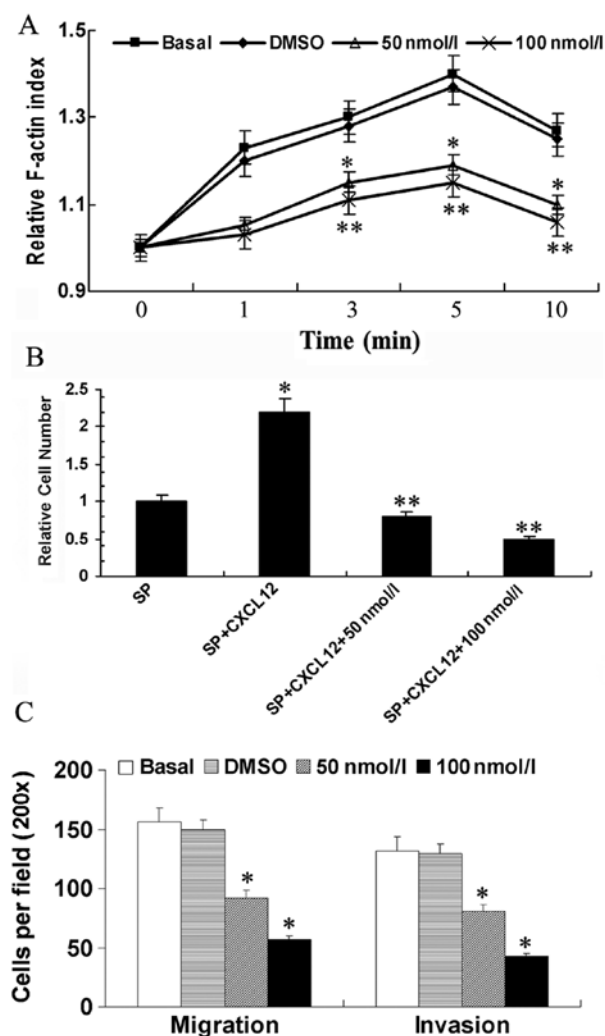 A
Basal DMSO 50 nmol/l 100 nmol/l
Relative F-actin index
1.5
1.3
1.1
0.9
* * *
** ** **
0 1 3 5 10
Time (min)
B
Relative Cell Number
2.5
2
1.5
1
0.5
0
*
**
**
SP
SP+CXCL12
SP+CXCL12+50 nmol/l
SP+CXCL12+100 nmol/l
C
Basal DMSO 50 nmol/l 100 nmol/l
Cells per field (200x)
200
150
100
50
0
* * * *
Migration Invasion